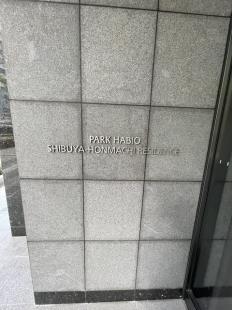 PARK HABIO
SHIBUYA-HONMACHI RESIDENCE